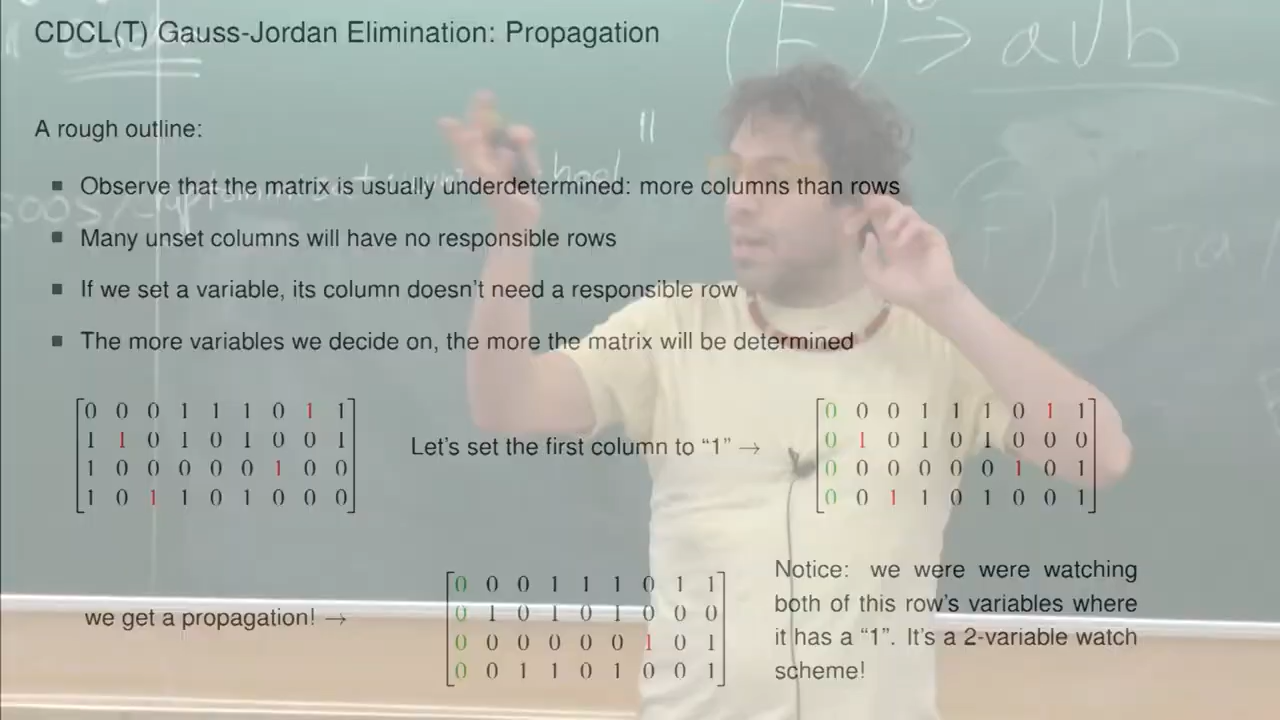 CDCL(T) Gauss-Jordan Elimination: Propagation
→ a∨b
A rough outline:
■ Observe that the matrix is usually underdetermined: more columns than rows
■ Many unset columns will have no responsible rows
■ If we set a variable, its column doesn't need a responsible row
■ The more variables we decide on, the more the matrix will be determined
0 0 0 1 1 1 0 1 1
1 1 0 1 0 1 0 0 1
1 0 0 0 0 0 1 0 0
1 0 1 1 0 1 0 0 0
Let's set the first column to “1” →
0 0 0 1 1 1 0 1 1
0 1 0 1 0 1 0 0 0
0 0 0 0 0 0 1 0 1
0 0 1 1 0 1 0 0 1
we get a propagation! →
0 0 0 1 1 1 0 1 1
0 1 0 1 0 1 0 0 0
0 0 0 0 0 0 1 0 1
0 0 1 1 0 1 0 0 1
Notice: we were were watching
both of this row's variables where
it has a “1”. It's a 2-variable watch
scheme!